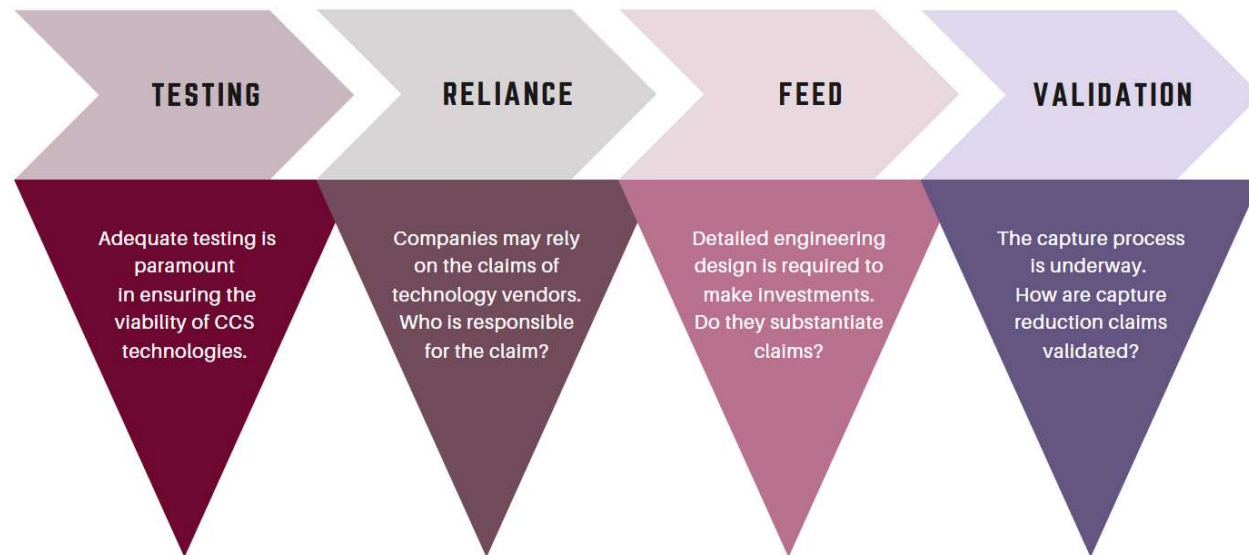 TESTING
RELIANCE
FEED
VALIDATION
Adequate testing is
paramount
in ensuring the
viability of CCS
technologies.
Companies may rely
on the claims of
technology vendors.
Who is responsible
for the claim?
Detailed engineering
design is required to
make investments.
Do they substantiate
claims?
The capture process
is underway.
How are capture
reduction claims
validated?